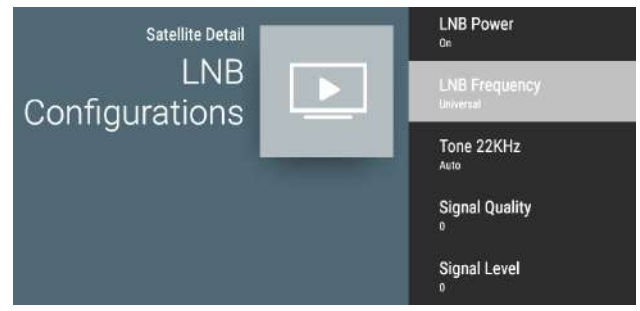 Satellite Detail
LNB
Configurations
LNB Power
On
LNB Frequency
Universal
Tone 22KHz
Auto
Signal Quality
0
Signal Level
0